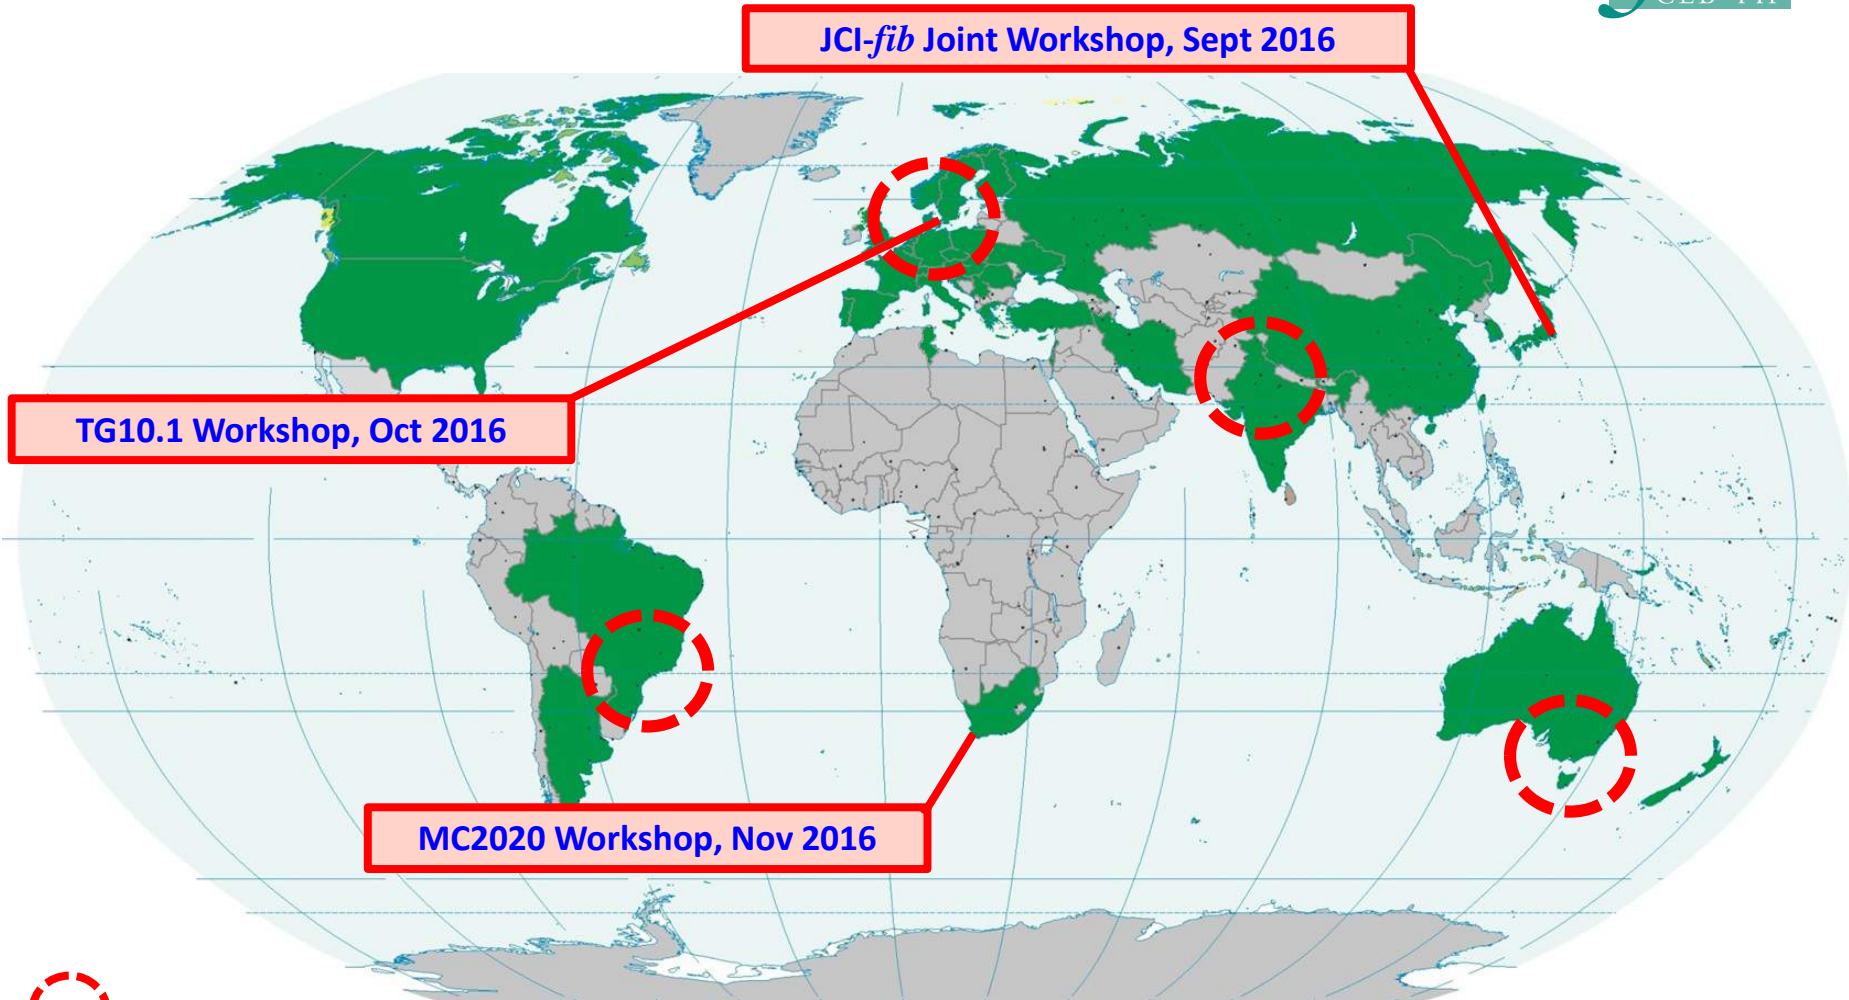 JCI-fib Joint Workshop, Sept 2016
TG10.1 Workshop, Oct 2016
MC2020 Workshop, Nov 2016